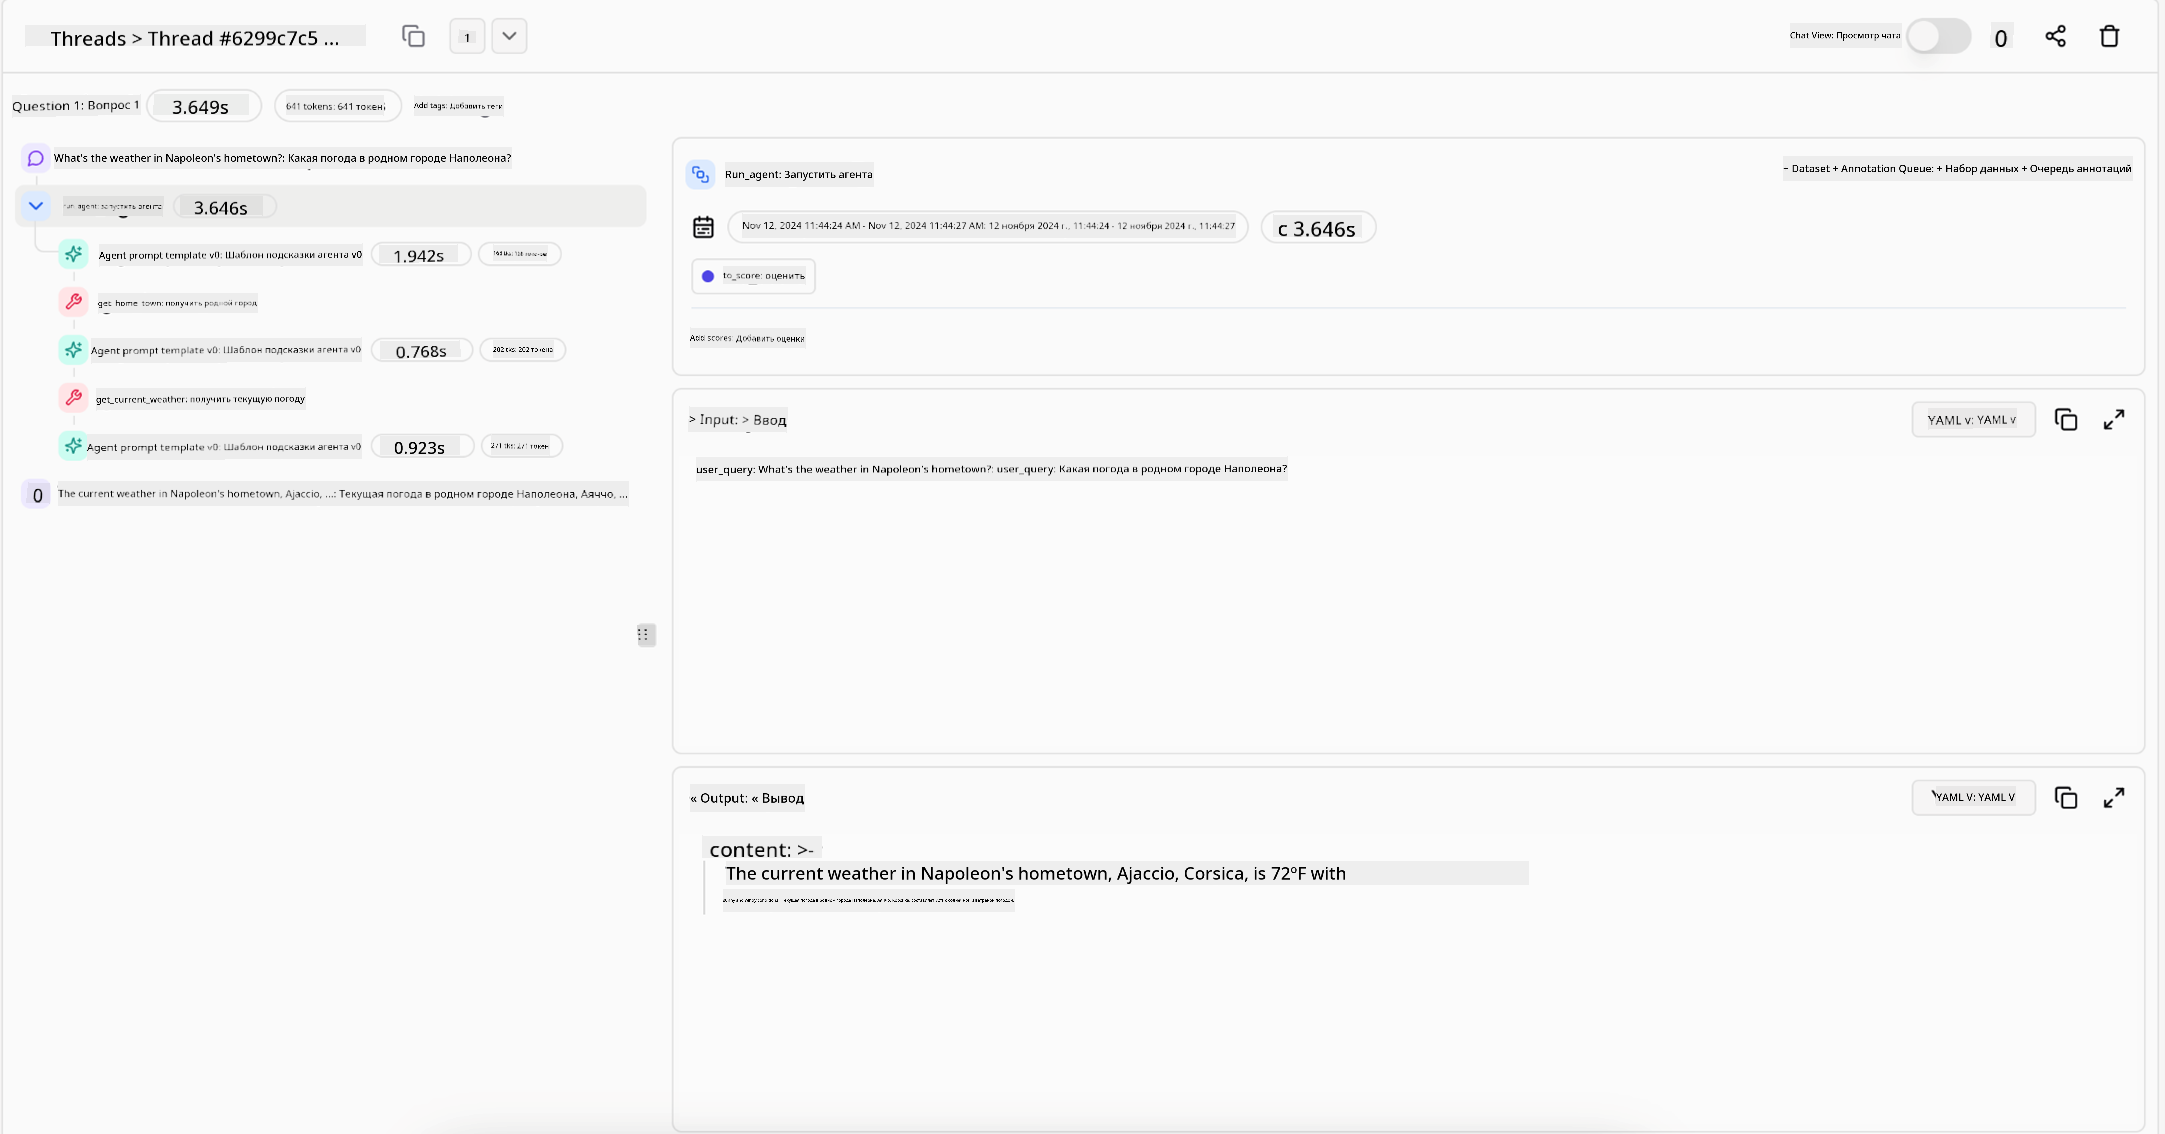 Threads > Thread #6299c7c5 ...
1
Chat View: Просмотр чата
0
Question 1: Вопрос 1
3.649s
641 tokens: 641 токен
Add tags: Добавить теги
What's the weather in Napoleon's hometown?: Какая погода в родном городе Наполеона?
run_agent: запустить агента
3.646s
Agent prompt template v0: Шаблон подсказки агента v0
1.942s
get_home_town: получить родной город
Agent prompt template v0: Шаблон подсказки агента v0
0.768s
202 tks: 202 токена
get_current_weather: получить текущую погоду
Agent prompt template v0: Шаблон подсказки агента v0
0.923s
271 tks: 271 токен
0
The current weather in Napoleon's hometown, Ajaccio, ...: Текущая погода в родном городе Наполеона, Аяччо, ...
Run_agent: Запустить агента
− Dataset + Annotation Queue: + Набор данных + Очередь аннотаций
Nov 12, 2024 11:44:24 AM - Nov 12, 2024 11:44:27 AM: 12 ноября 2024 г., 11:44:24 - 12 ноября 2024 г., 11:44:27
c 3.646s
to_score: оценить
Add scores: Добавить оценки
> Input: > Ввод
YAML v: YAML v
user_query: What's the weather in Napoleon's hometown?: user_query: Какая погода в родном городе Наполеона?
« Output: « Вывод
YAML V: YAML V
content: >-
The current weather in Napoleon's hometown, Ajaccio, Corsica, is 72°F with